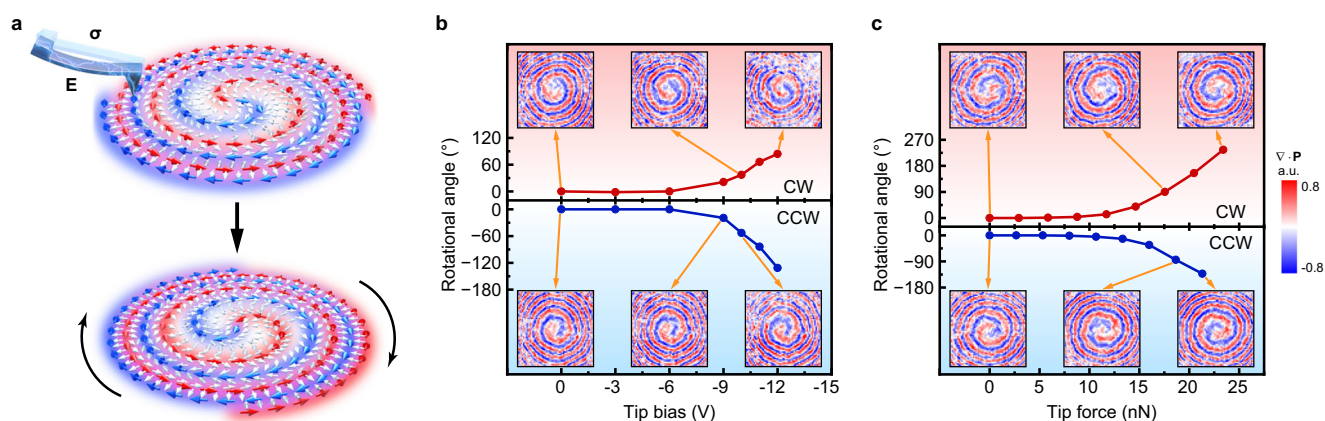 a
σ
E
b
Rotational angle (°)
120
60
0
CW
0
-60
-120
-180
CCW
0
-3
-6
-9
-12
-15
Tip bias (V)
c
Rotational angle (°)
270
180
90
0
CW
0
-90
-180
CCW
0
5
10
15
20
25
Tip force (nN)
∇ · P
a.u.
0.8
-0.8